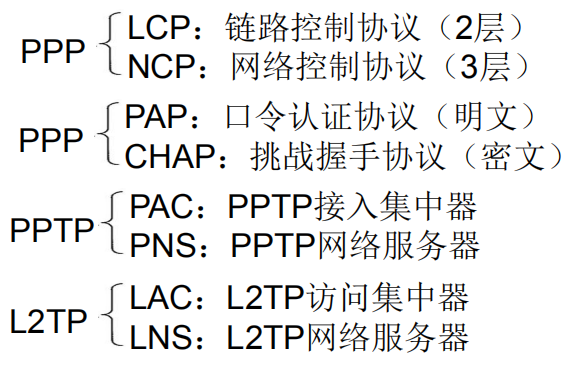 PPP
LCP：链路控制协议（2层）
NCP：网络控制协议（3层）
PPP
PAP：口令认证协议（明文）
CHAP：挑战握手协议（密文）
PPTP
PAC：PPTP接入集中器
PNS：PPTP网络服务器
L2TP
LAC：L2TP访问集中器
LNS：L2TP网络服务器